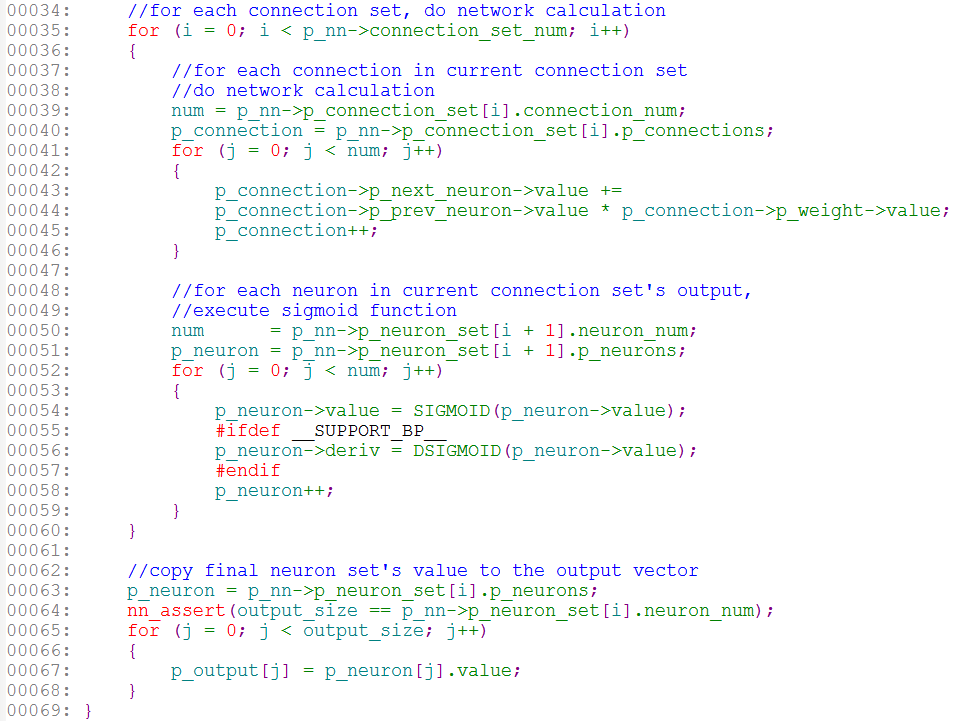 00034:     //for each connection set, do network calculation
00035:     for (i = 0; i < p_nn->connection_set_num; i++)
00036:     {
00037:         //for each connection in current connection set
00038:         //do network calculation
00039:         num = p_nn->p_connection_set[i].connection_num;
00040:         p_connection = p_nn->p_connection_set[i].p_connections;
00041:         for (j = 0; j < num; j++)
00042:         {
00043:             p_connection->p_next_neuron->value +=
00044:             p_connection->p_prev_neuron->value * p_connection->p_weight->value;
00045:             p_connection++;
00046:         }
00047:
00048:         //for each neuron in current connection set's output,
00049:         //execute sigmoid function
00050:         num      = p_nn->p_neuron_set[i + 1].neuron_num;
00051:         p_neuron = p_nn->p_neuron_set[i + 1].p_neurons;
00052:         for (j = 0; j < num; j++)
00053:         {
00054:             p_neuron->value = SIGMOID(p_neuron->value);
00055:             #ifdef __SUPPORT_BP__
00056:             p_neuron->deriv = DSIGMOID(p_neuron->value);
00057:             #endif
00058:             p_neuron++;
00059:         }
00060:     }
00061:
00062:     //copy final neuron set's value to the output vector
00063:     p_neuron = p_nn->p_neuron_set[i].p_neurons;
00064:     nn_assert(output_size == p_nn->p_neuron_set[i].neuron_num);
00065:     for (j = 0; j < output_size; j++)
00066:     {
00067:         p_output[j] = p_neuron[j].value;
00068:     }
00069: }